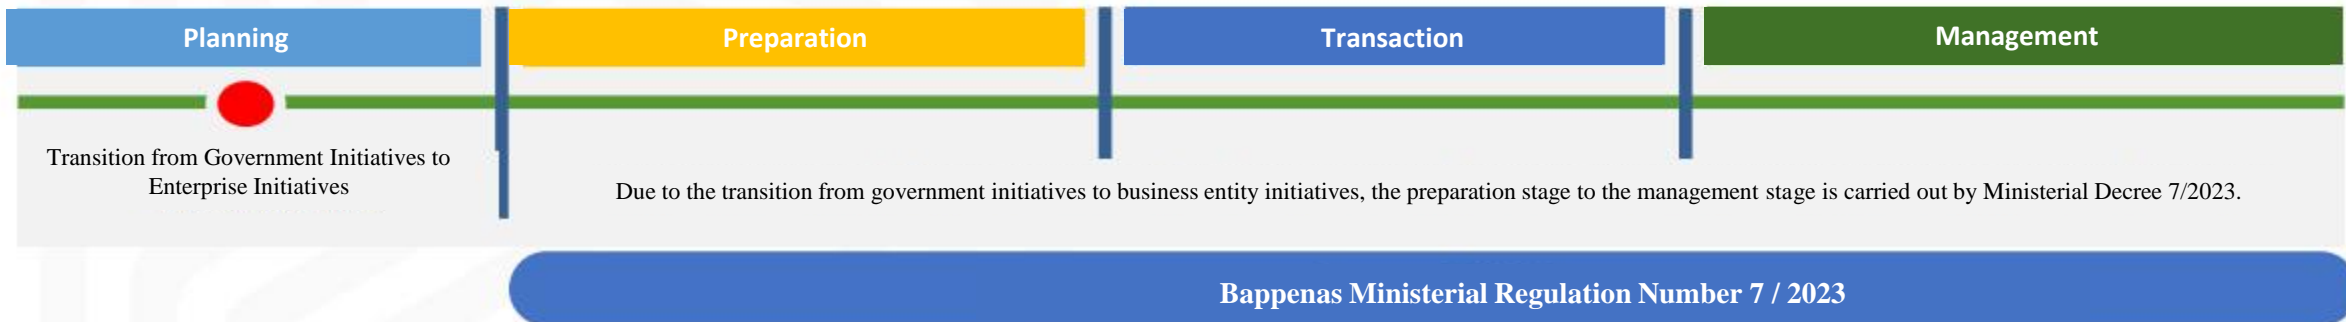 Planning
Preparation
Transaction
Management
Transition from Government Initiatives to
Enterprise Initiatives
Due to the transition from government initiatives to business entity initiatives, the preparation stage to the management stage is carried out by Ministerial Decree 7/2023.
Bappenas Ministerial Regulation Number 7 / 2023